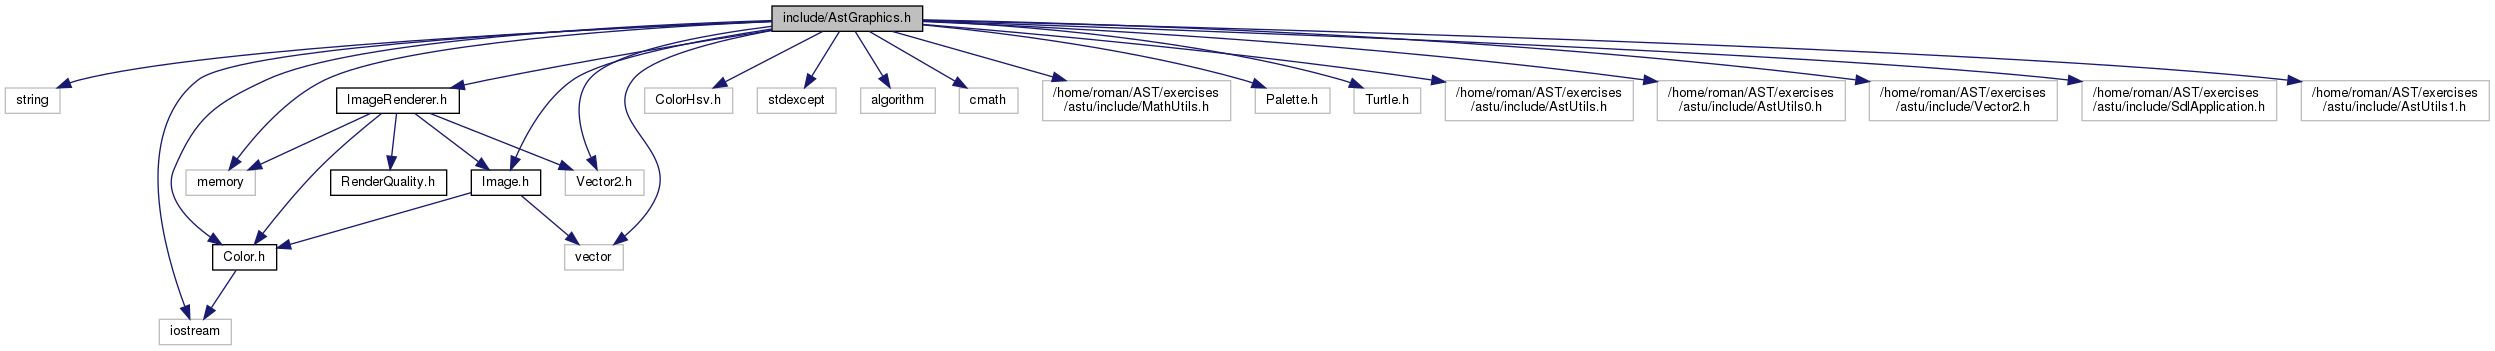 include/AstGraphics.h
string
ImageRenderer.h
ColorHsv.h
stdexcept
algorithm
cmath
/home/roman/AST/exercises
/astu/include/MathUtils.h
Palette.h
Turtle.h
/home/roman/AST/exercises
/astu/include/AstUtils.h
/home/roman/AST/exercises
/astu/include/AstUtils0.h
/home/roman/AST/exercises
/astu/include/Vector2.h
/home/roman/AST/exercises
/astu/include/SdlApplication.h
/home/roman/AST/exercises
/astu/include/AstUtils1.h
memory
RenderQuality.h
Image.h
Vector2.h
Color.h
vector
iostream